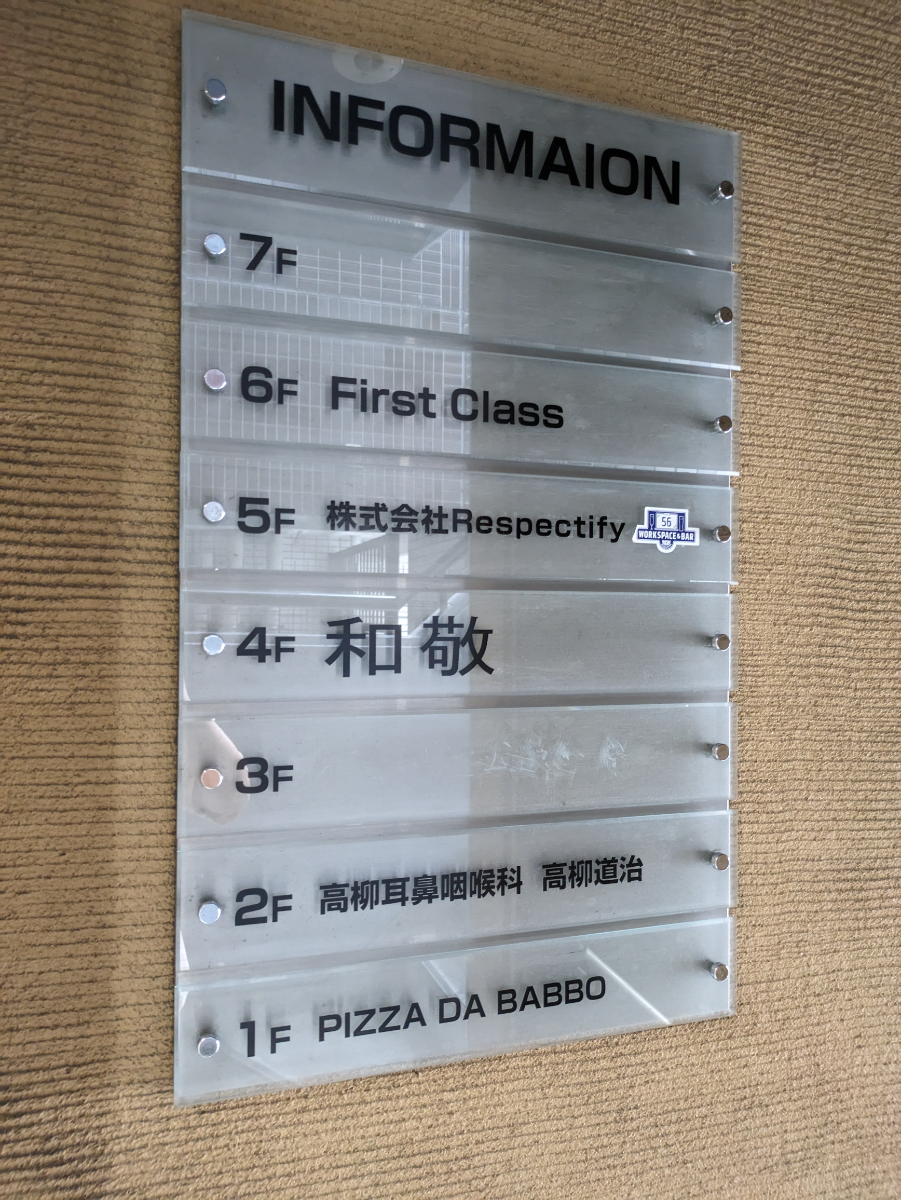 INFORMAION
7F
6F First Class
5F 株式会社Respectify 56 WORKSPACE&BAR
4F 和敬
3F
2F 高柳耳鼻咽喉科 高柳道治
1F PIZZA DA BABBO